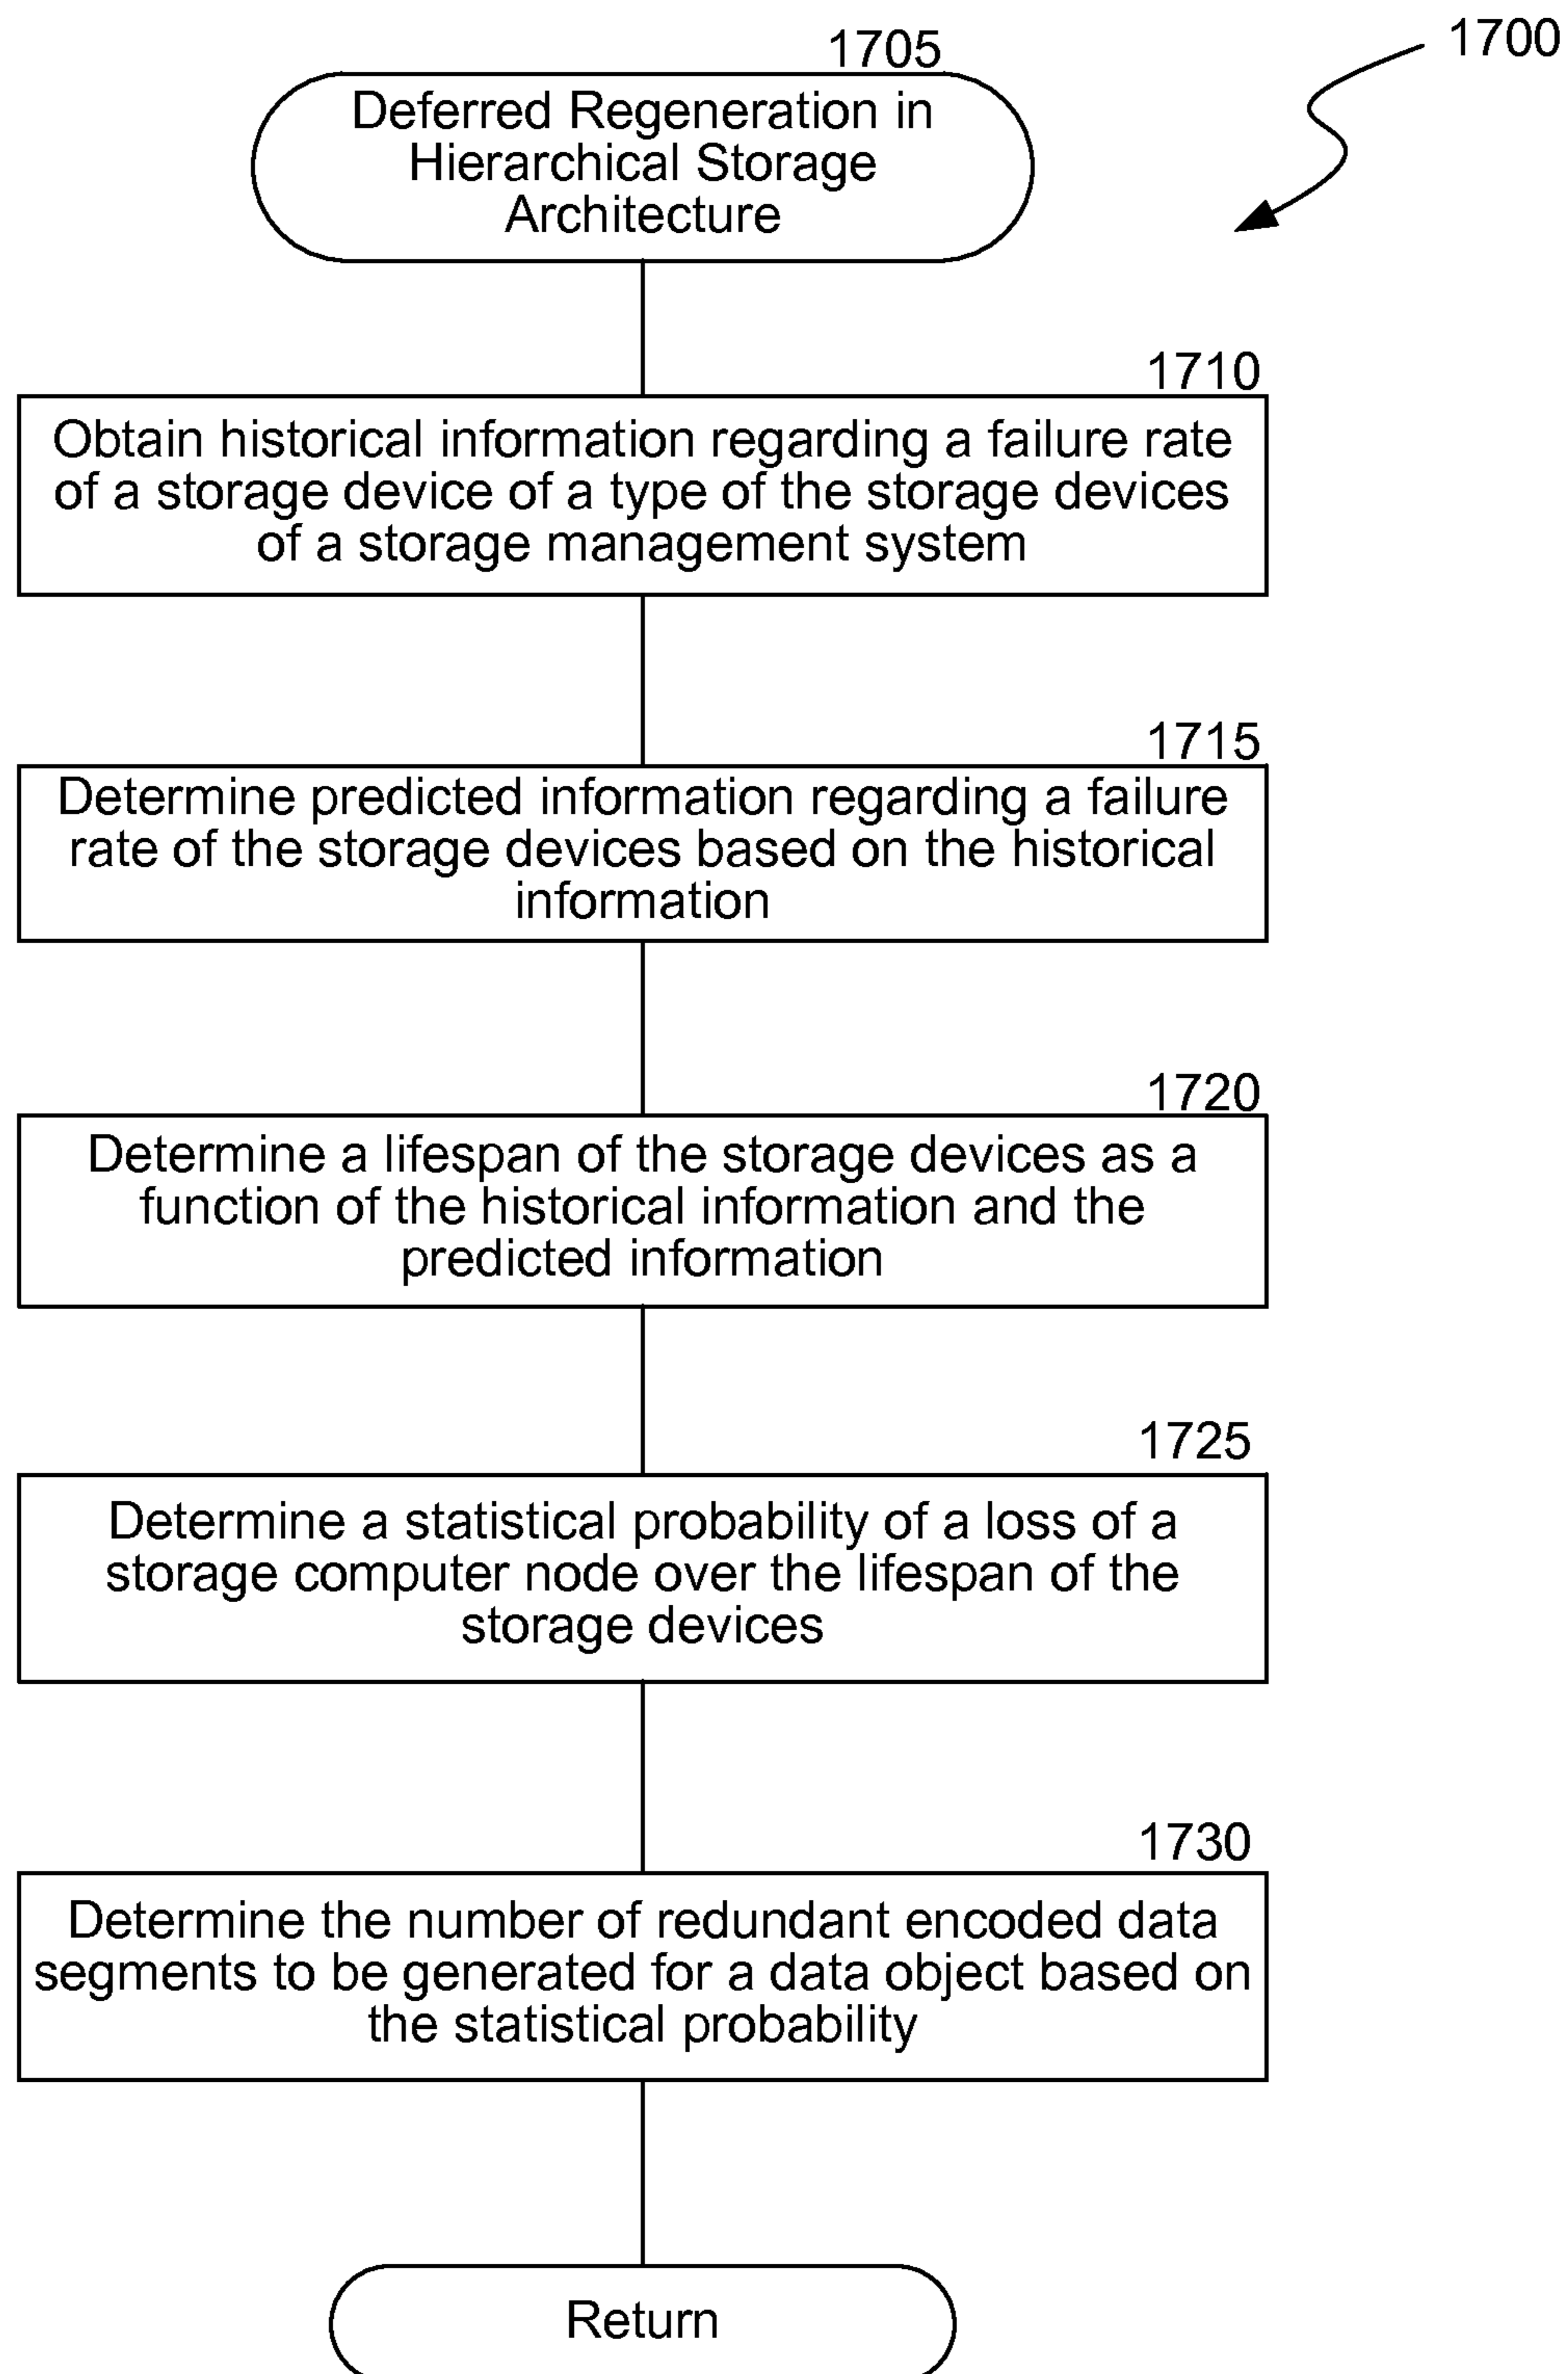 1700
1705
Deferred Regeneration in
Hierarchical Storage
Architecture
1710
Obtain historical information regarding a failure rate
of a storage device of a type of the storage devices
of a storage management system
1715
Determine predicted information regarding a failure
rate of the storage devices based on the historical
information
1720
Determine a lifespan of the storage devices as a
function of the historical information and the
predicted information
1725
Determine a statistical probability of a loss of a
storage computer node over the lifespan of the
storage devices
1730
Determine the number of redundant encoded data
segments to be generated for a data object based on
the statistical probability
Return